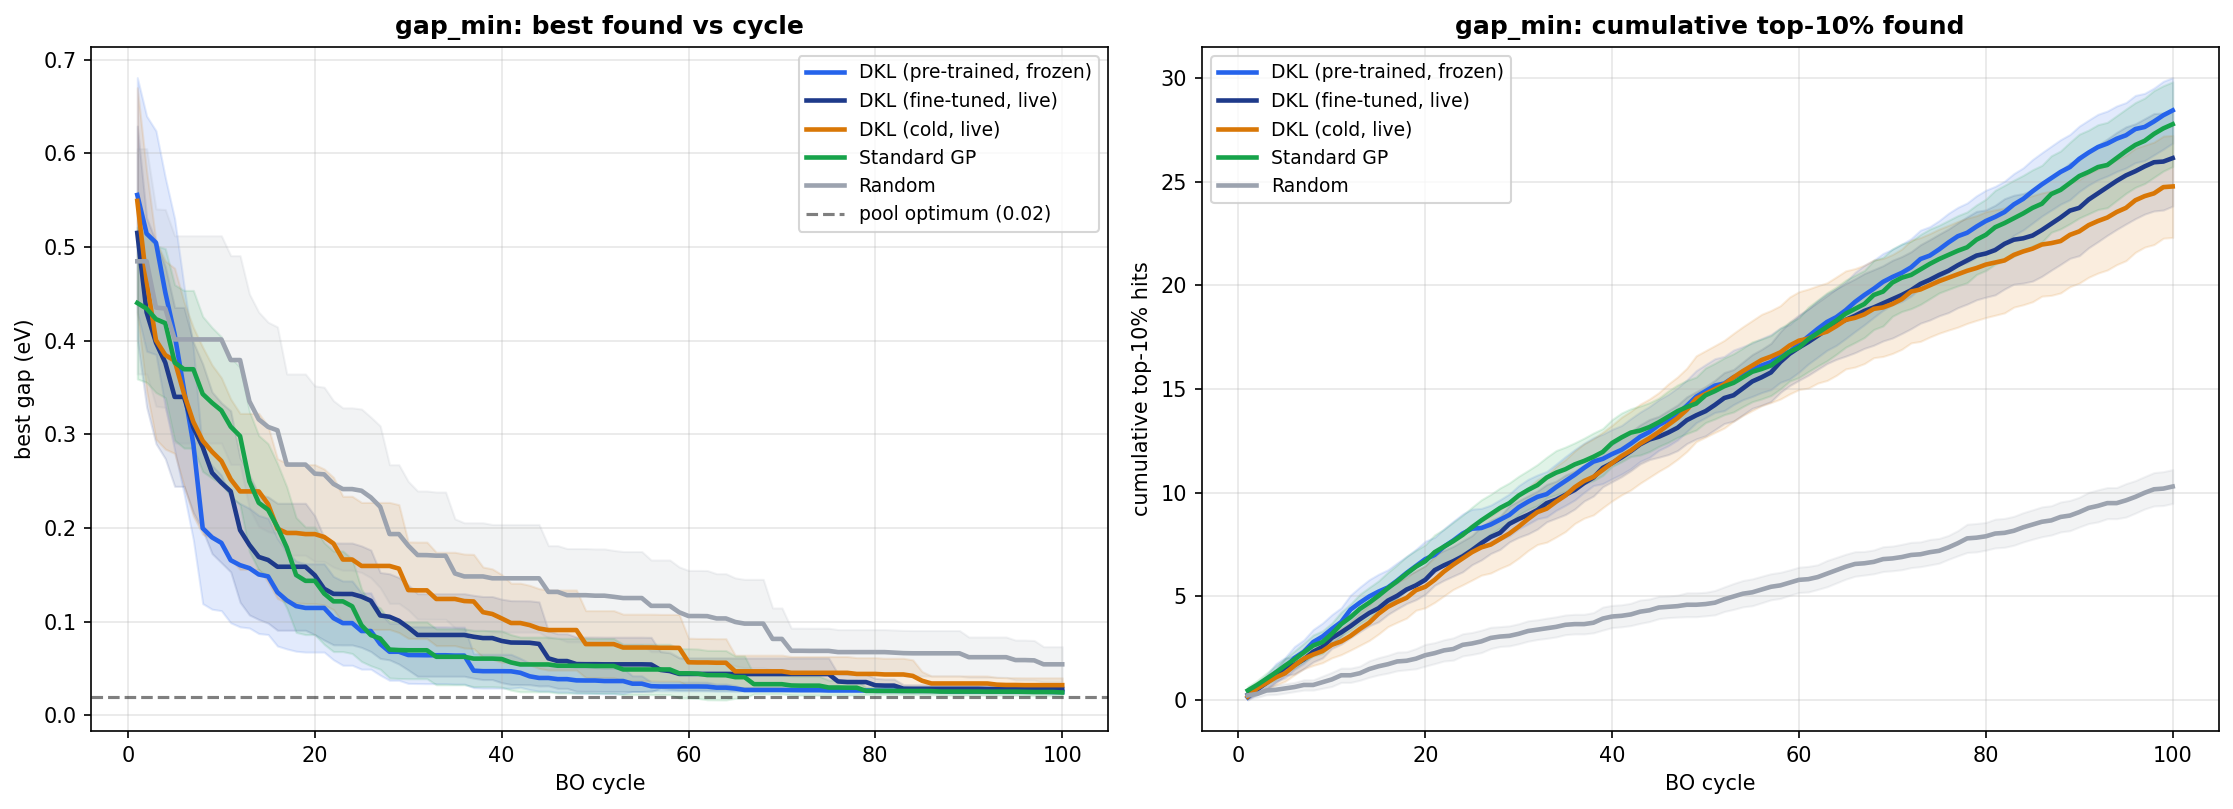 gap_min: best found vs cycle
best gap (eV)
0.7
0.6
0.5
0.4
0.3
0.2
0.1
0.0
DKL (pre-trained, frozen)
DKL (fine-tuned, live)
DKL (cold, live)
Standard GP
Random
pool optimum (0.02)
0 20 40 60 80 100
BO cycle
gap_min: cumulative top-10% found
cumulative top-10% hits
30
25
20
15
10
5
0
DKL (pre-trained, frozen)
DKL (fine-tuned, live)
DKL (cold, live)
Standard GP
Random
0 20 40 60 80 100
BO cycle